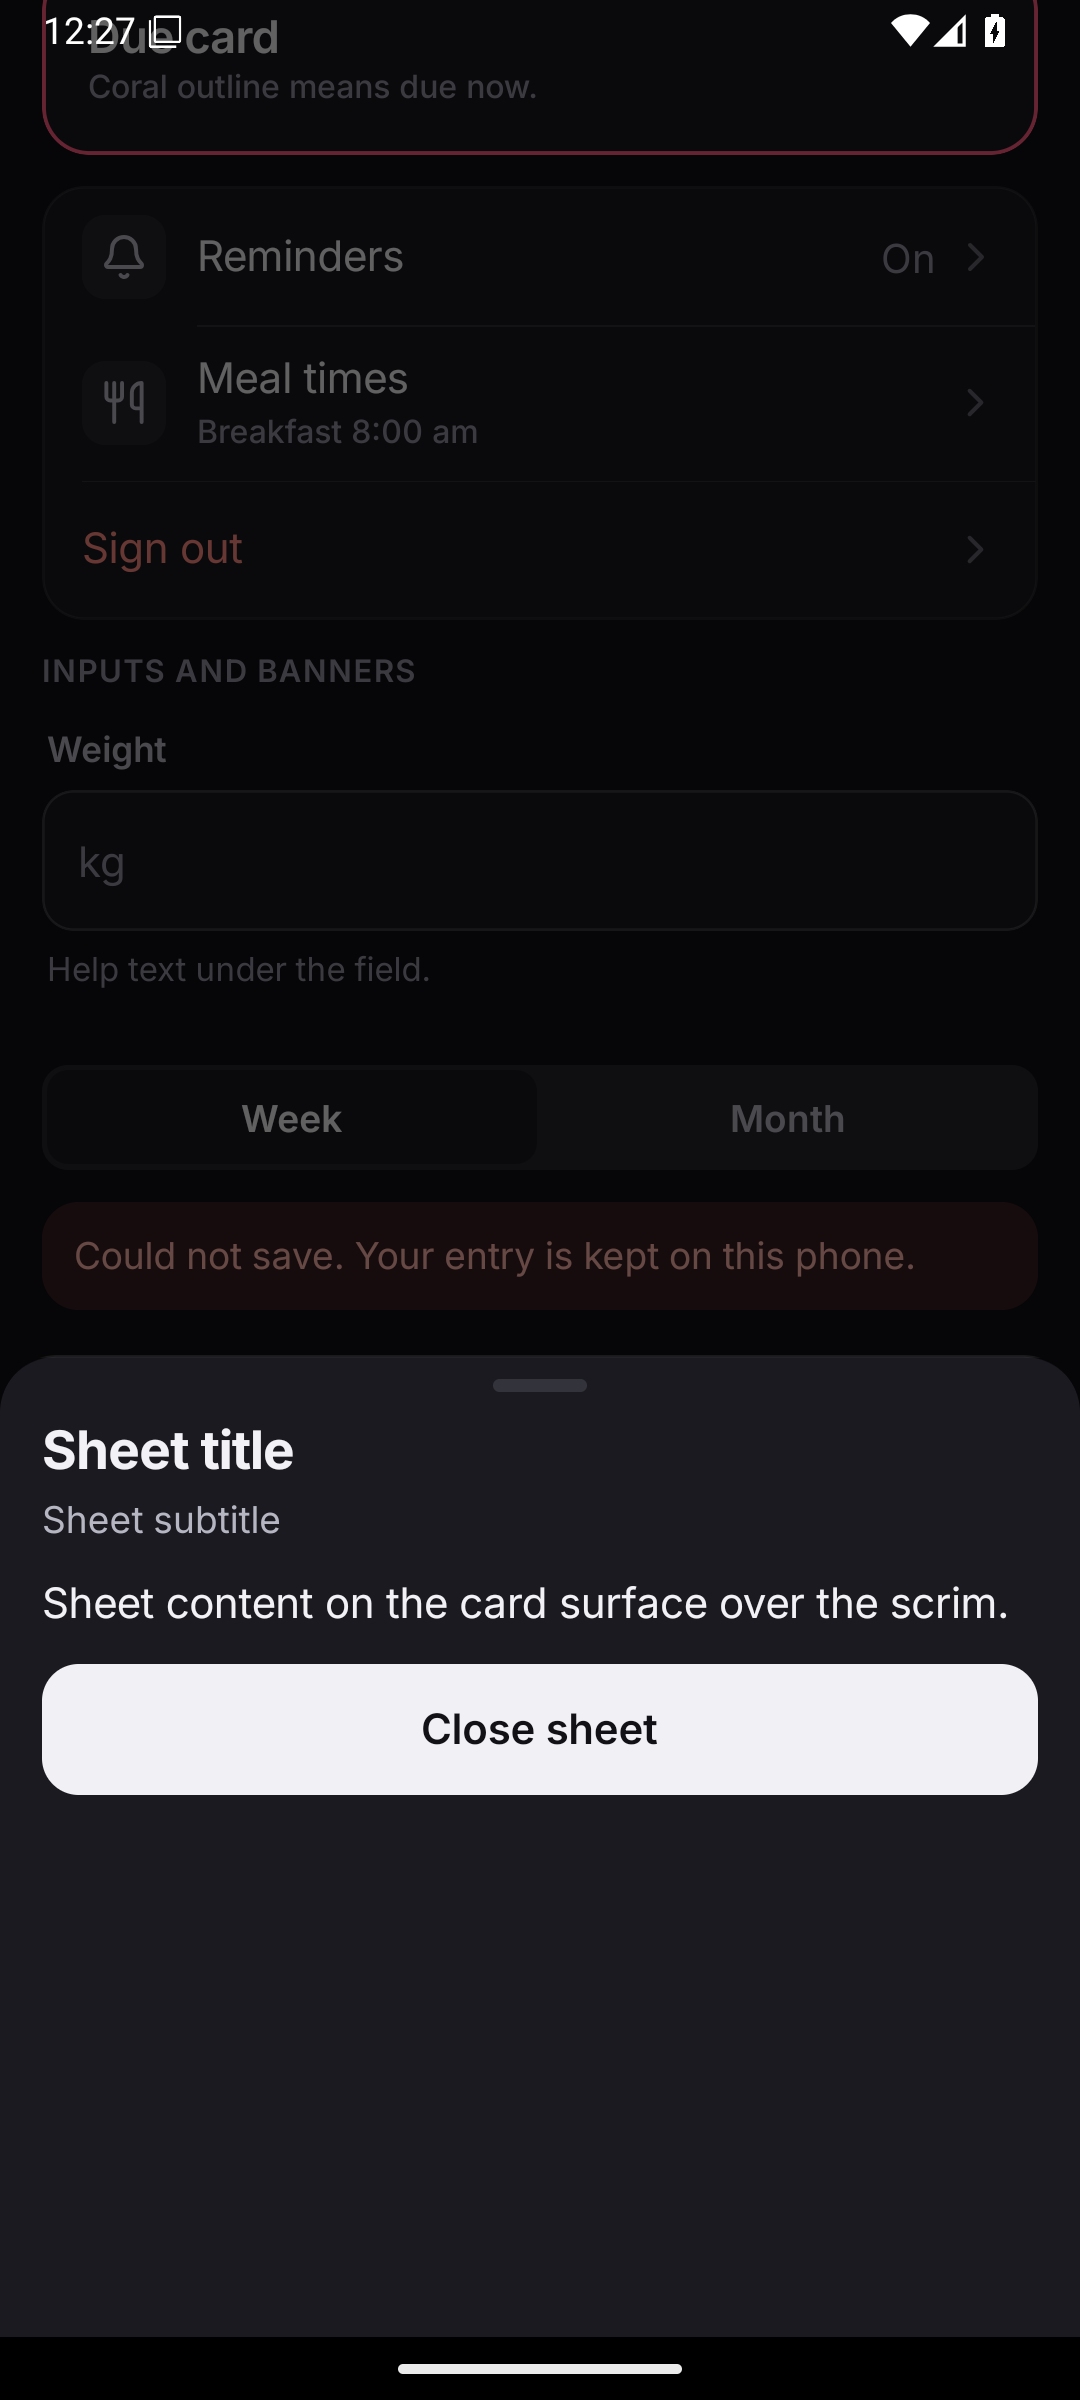 12:27
Due card
Coral outline means due now.
Reminders
On
Meal times
Breakfast 8:00 am
Sign out
INPUTS AND BANNERS
Weight
kg
Help text under the field.
Week
Month
Could not save. Your entry is kept on this phone.
Sheet title
Sheet subtitle
Sheet content on the card surface over the scrim.
Close sheet